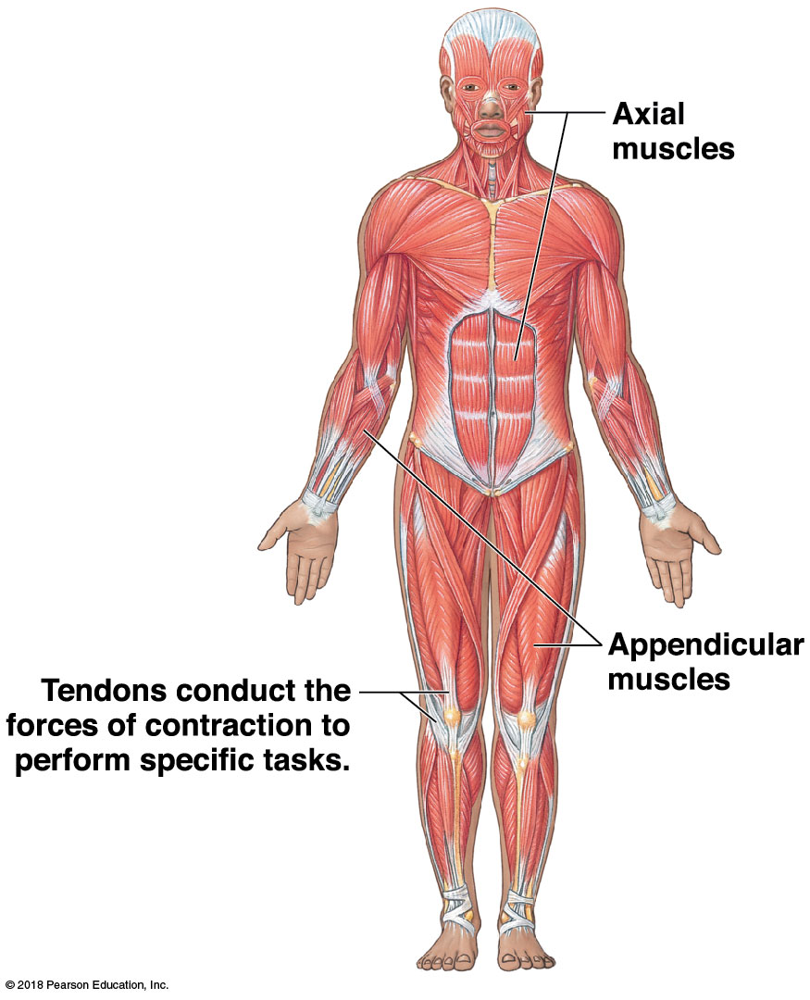 Axial
muscles
Appendicular
muscles
Tendons conduct the
forces of contraction to
perform specific tasks.
© 2018 Pearson Education, Inc.